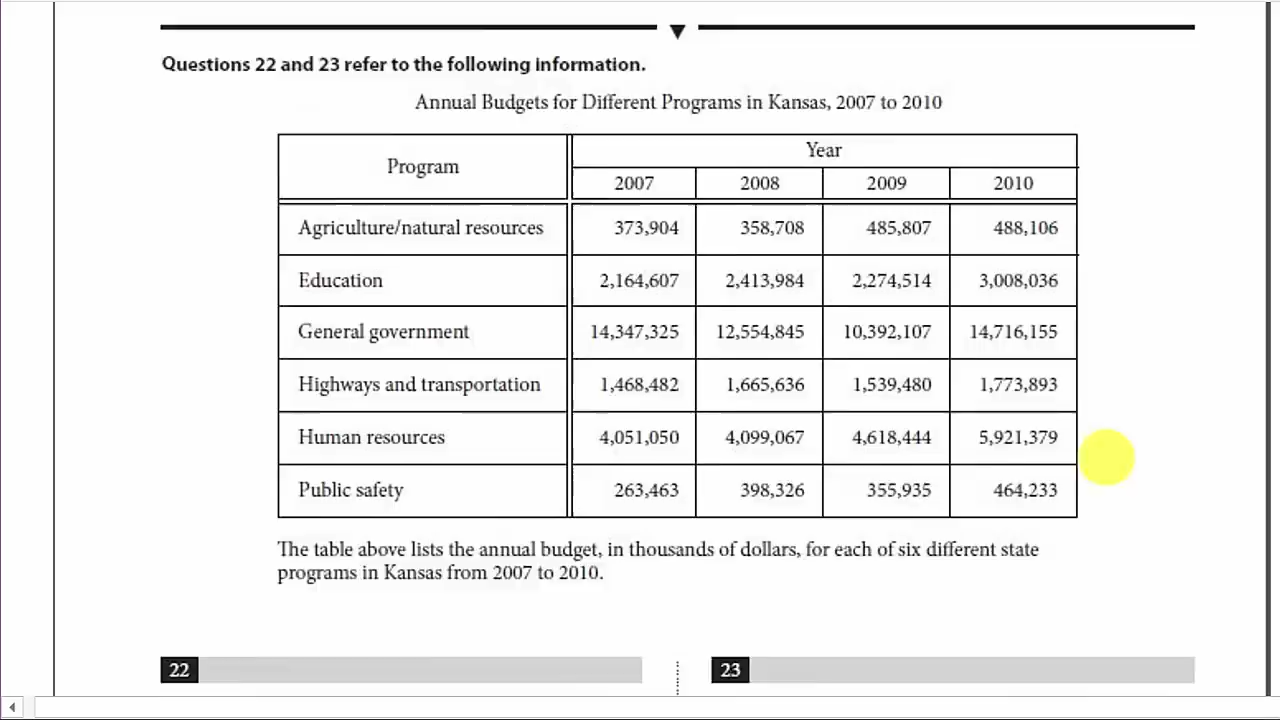 Questions 22 and 23 refer to the following information.
Annual Budgets for Different Programs in Kansas, 2007 to 2010
Program
Year
2007 2008 2009 2010
Agriculture/natural resources 373,904 358,708 485,807 488,106
Education 2,164,607 2,413,984 2,274,514 3,008,036
General government 14,347,325 12,554,845 10,392,107 14,716,155
Highways and transportation 1,468,482 1,665,636 1,539,480 1,773,893
Human resources 4,051,050 4,099,067 4,618,444 5,921,379
Public safety 263,463 398,326 355,935 464,233
The table above lists the annual budget, in thousands of dollars, for each of six different state
programs in Kansas from 2007 to 2010.
22
23